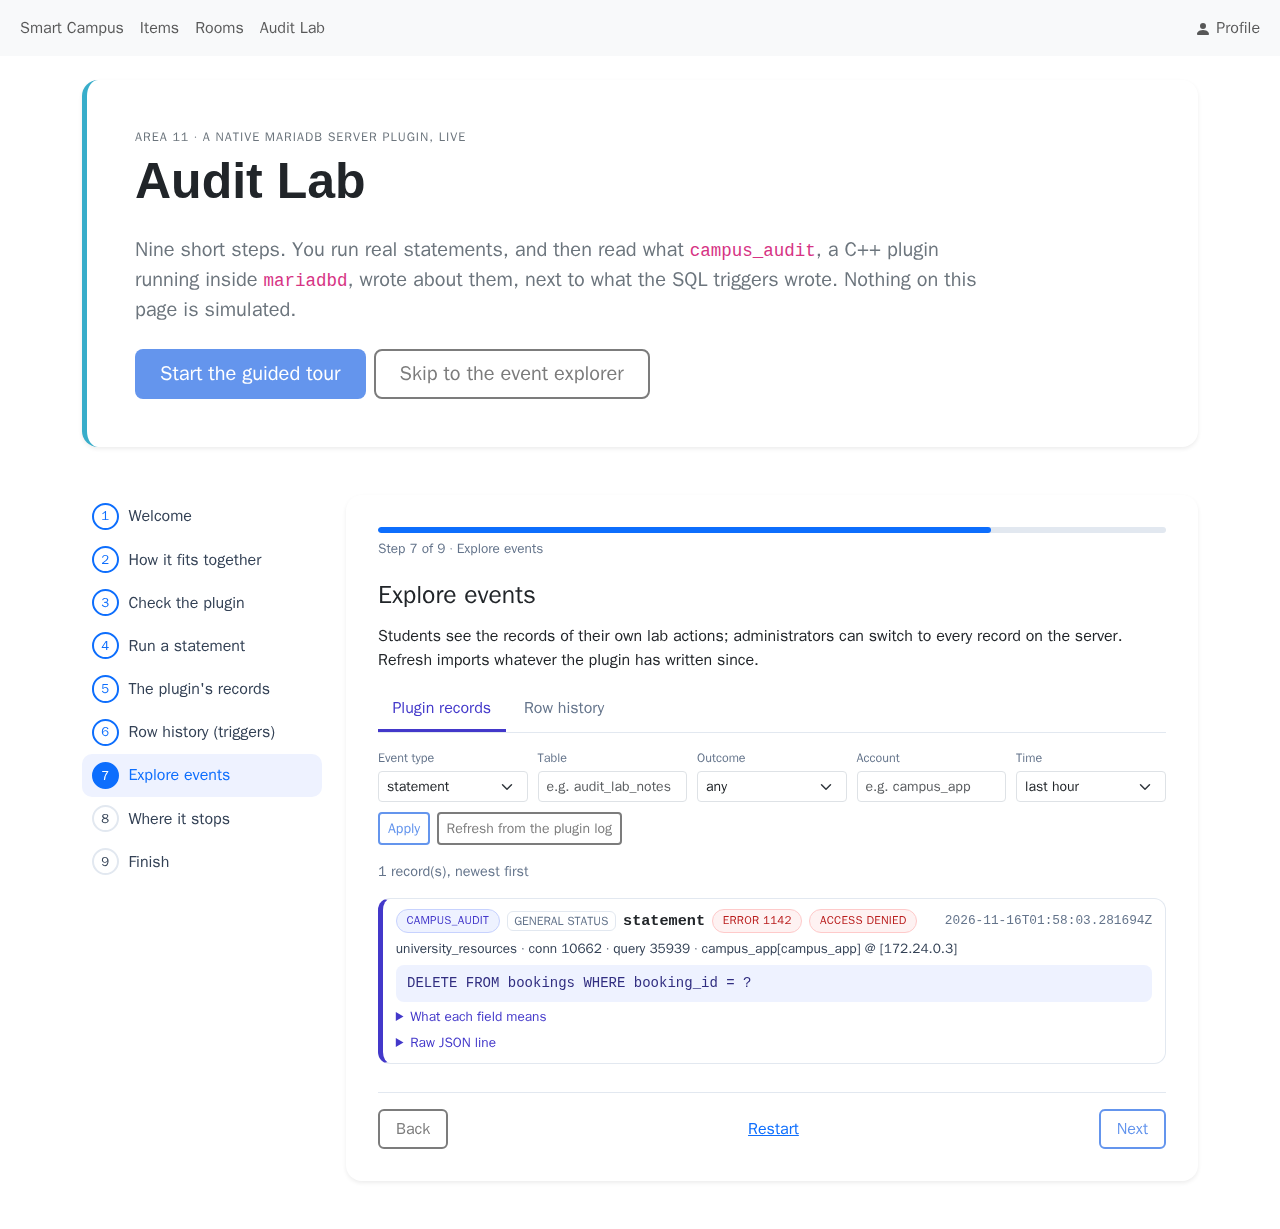 Smart Campus Items Rooms Audit Lab Profile
AREA 11 · A NATIVE MARIADB SERVER PLUGIN, LIVE
Audit Lab
Nine short steps. You run real statements, and then read what campus_audit, a C++ plugin
running inside mariadbd, wrote about them, next to what the SQL triggers wrote. Nothing on this
page is simulated.
Start the guided tour Skip to the event explorer
1 Welcome
2 How it fits together
3 Check the plugin
4 Run a statement
5 The plugin's records
6 Row history (triggers)
7 Explore events
8 Where it stops
9 Finish
Step 7 of 9 · Explore events
Explore events
Students see the records of their own lab actions; administrators can switch to every record on the server.
Refresh imports whatever the plugin has written since.
Plugin records Row history
Event type Table Outcome Account Time
statement e.g. audit_lab_notes any e.g. campus_app last hour
Apply Refresh from the plugin log
1 record(s), newest first
CAMPUS_AUDIT GENERAL STATUS statement ERROR 1142 ACCESS DENIED 2026-11-16T01:58:03.281694Z
university_resources · conn 10662 · query 35939 · campus_app[campus_app] @ [172.24.0.3]
DELETE FROM bookings WHERE booking_id = ?
What each field means
Raw JSON line
Back Restart Next